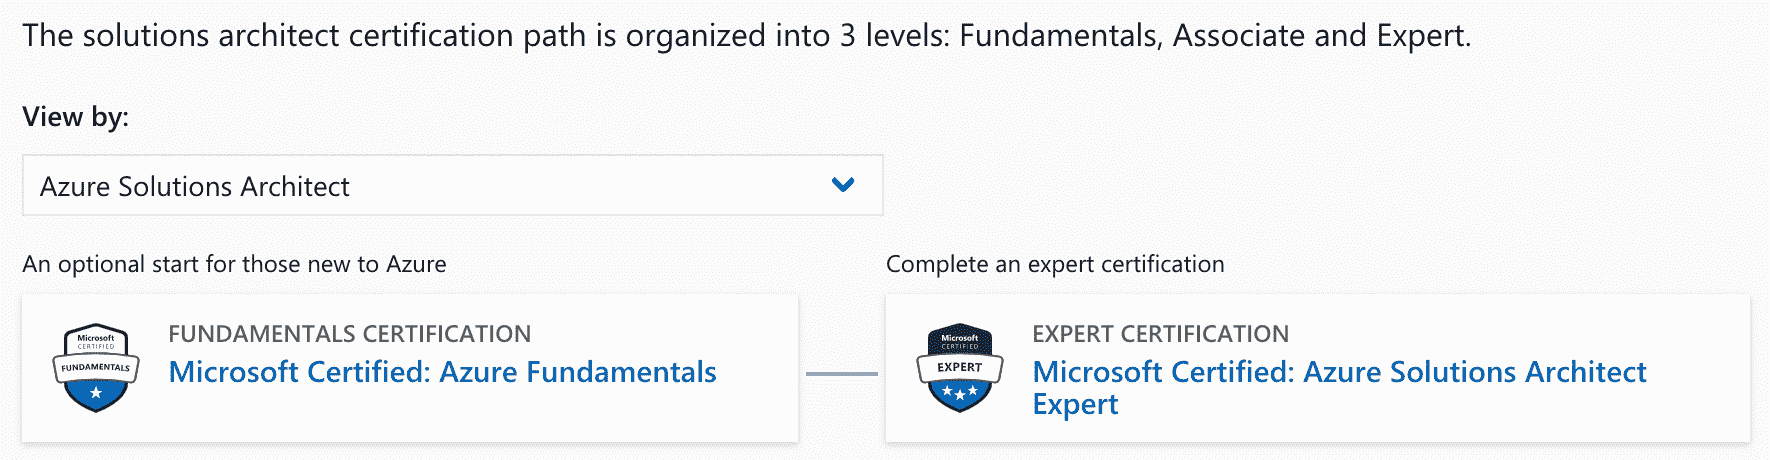 The solutions architect certification path is organized into 3 levels: Fundamentals, Associate and Expert.
View by:
Azure Solutions Architect
An optional start for those new to Azure
Microsoft
CERTIFIED
FUNDAMENTALS
FUNDAMENTALS CERTIFICATION
Microsoft Certified: Azure Fundamentals
Complete an expert certification
Microsoft
CERTIFIED
EXPERT
EXPERT CERTIFICATION
Microsoft Certified: Azure Solutions Architect
Expert